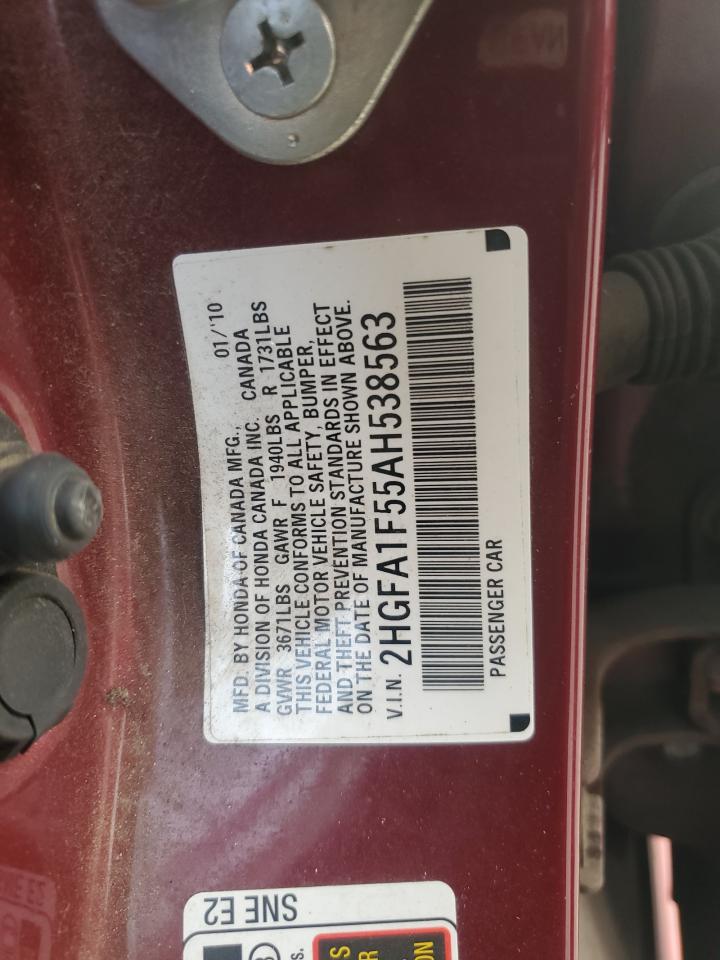 MFD. BY HONDA OF CANADA MFG., 01/'10
A DIVISION OF HONDA CANADA INC. CANADA
GVWR 3671LBS GAWR F 1940LBS R 1731LBS
THIS VEHICLE CONFORMS TO ALL APPLICABLE
FEDERAL MOTOR VEHICLE SAFETY, BUMPER,
AND THEFT PREVENTION STANDARDS IN EFFECT
ON THE DATE OF MANUFACTURE SHOWN ABOVE.
V.I.N. 2HGFA1F55AH538563
PASSENGER CAR
SNE E2